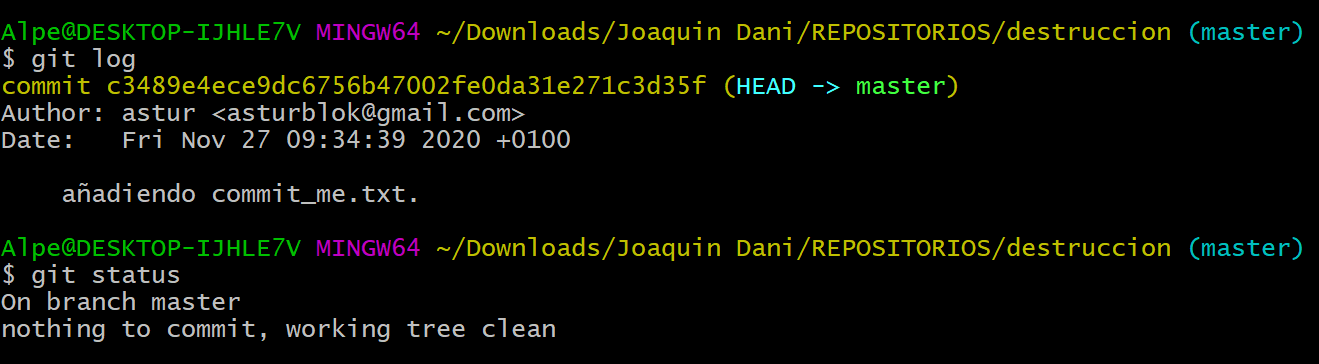 Alpe@DESKTOP-IJHLE7V MINGW64 ~/Downloads/Joaquin Dani/REPOSITORIOS/destruccion (master)
$ git log
commit c3489e4ece9dc6756b47002fe0da31e271c3d35f (HEAD -> master)
Author: astur <asturblok@gmail.com>
Date:   Fri Nov 27 09:34:39 2020 +0100

    añadiendo commit_me.txt.

Alpe@DESKTOP-IJHLE7V MINGW64 ~/Downloads/Joaquin Dani/REPOSITORIOS/destruccion (master)
$ git status
On branch master
nothing to commit, working tree clean